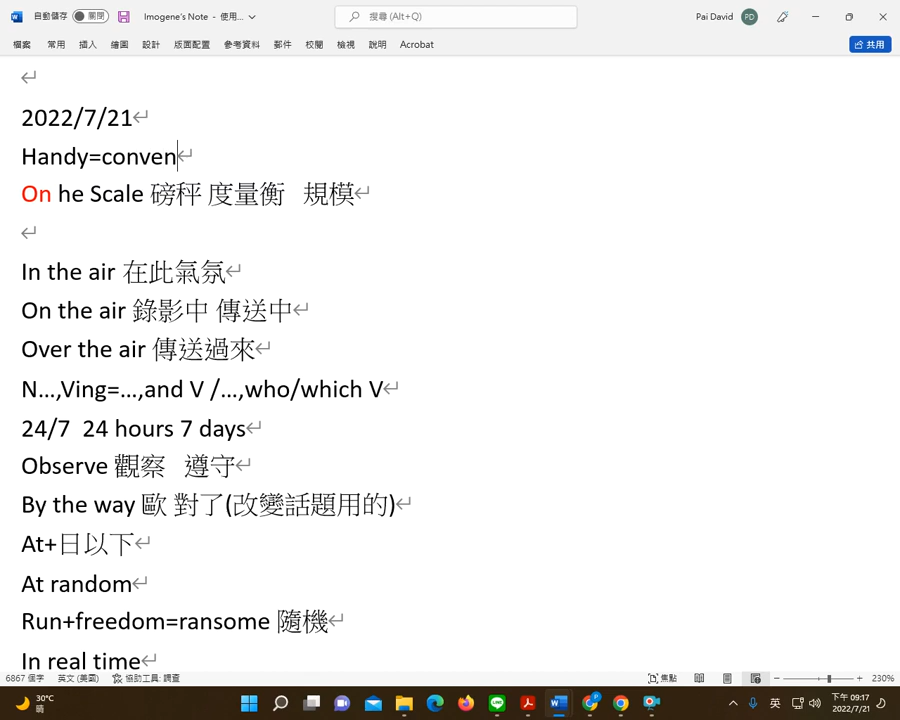 自動儲存 關閉 Imogene's Note - 使用... 搜尋 (Alt+Q) Pai David PD
檔案 常用 插入 繪圖 設計 版面配置 參考資料 郵件 校閱 檢視 說明 Acrobat 共用
2022/7/21
Handy=conven
On he Scale 磅秤 度量衡 規模
In the air 在此氣氛
On the air 錄影中 傳送中
Over the air 傳送過來
N...,Ving=...,and V /...,who/which V
24/7 24 hours 7 days
Observe 觀察 遵守
By the way 歐 對了(改變話題用的)
At+日以下
At random
Run+freedom=ransome 隨機
In real time
6867 個字 英文 (美國) 協助工具: 調查 焦點 230%
30°C 下午 09:17
晴 英 2022/7/21